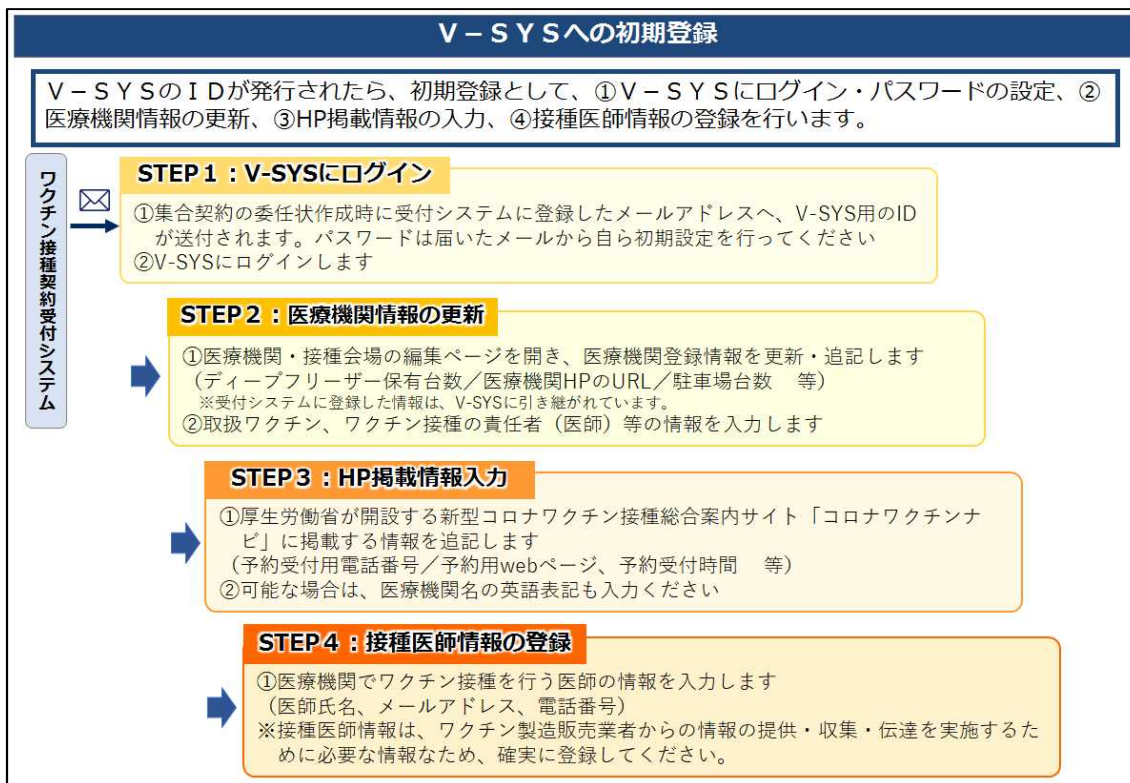 V－SYSへの初期登録
V－SYSのIDが発行されたら、初期登録として、①V－SYSにログイン・パスワードの設定、②
医療機関情報の更新、③HP掲載情報の入力、④接種医師情報の登録を行います。
ワクチン接種契約受付システム
STEP１：V-SYSにログイン
①集合契約の委任状作成時に受付システムに登録したメールアドレスへ、V-SYS用のID
が送付されます。パスワードは届いたメールから自ら初期設定を行ってください
②V-SYSにログインします
STEP２：医療機関情報の更新
①医療機関・接種会場の編集ページを開き、医療機関登録情報を更新・追記します
（ディープフリーザー保有台数／医療機関HPのURL／駐車場台数　等）
※受付システムに登録した情報は、V-SYSに引き継がれています。
②取扱ワクチン、ワクチン接種の責任者（医師）等の情報を入力します
STEP３：HP掲載情報入力
①厚生労働省が開設する新型コロナワクチン接種総合案内サイト「コロナワクチンナ
ビ」に掲載する情報を追記します
（予約受付用電話番号／予約用webページ、予約受付時間　等）
②可能な場合は、医療機関名の英語表記も入力ください
STEP４：接種医師情報の登録
①医療機関でワクチン接種を行う医師の情報を入力します
（医師氏名、メールアドレス、電話番号）
※接種医師情報は、ワクチン製造販売業者からの情報の提供・収集・伝達を実施するた
めに必要な情報なため、確実に登録してください。